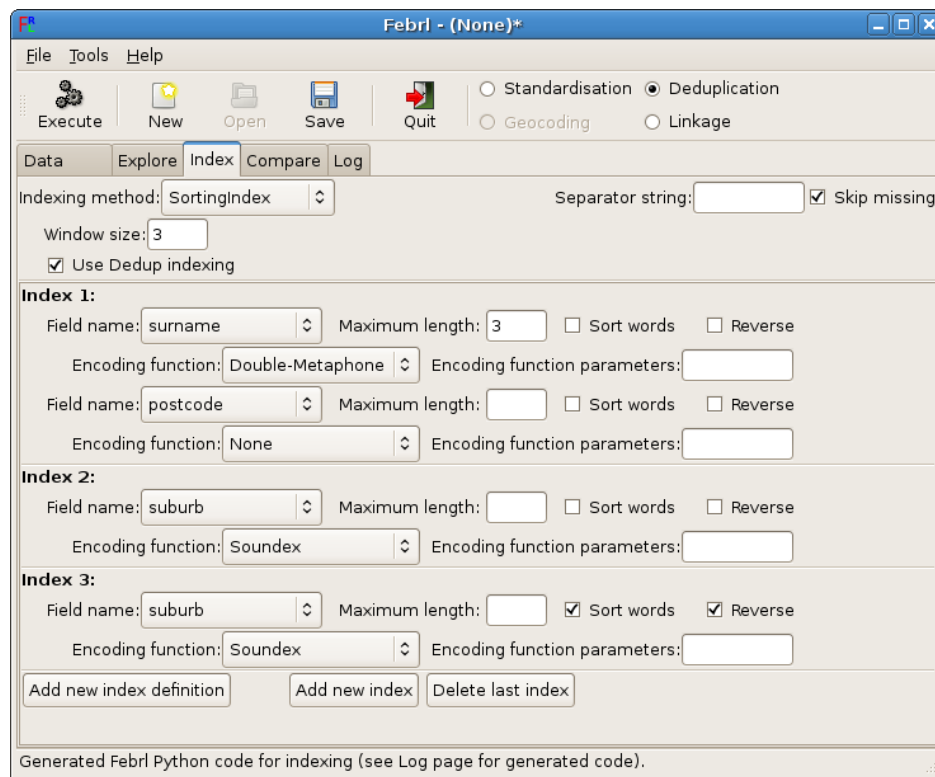 Febrl - (None)*
File Tools Help
Standardisation Deduplication
Execute New Open Save Quit Geocoding Linkage
Data Explore Index Compare Log
Indexing method: SortingIndex Separator string: Skip missing
Window size: 3
Use Dedup indexing
Index 1:
Field name: surname Maximum length: 3 Sort words Reverse
Encoding function: Double-Metaphone Encoding function parameters:
Field name: postcode Maximum length: Sort words Reverse
Encoding function: None Encoding function parameters:
Index 2:
Field name: suburb Maximum length: Sort words Reverse
Encoding function: Soundex Encoding function parameters:
Index 3:
Field name: suburb Maximum length: Sort words Reverse
Encoding function: Soundex Encoding function parameters:
Add new index definition Add new index Delete last index
Generated Febrl Python code for indexing (see Log page for generated code).